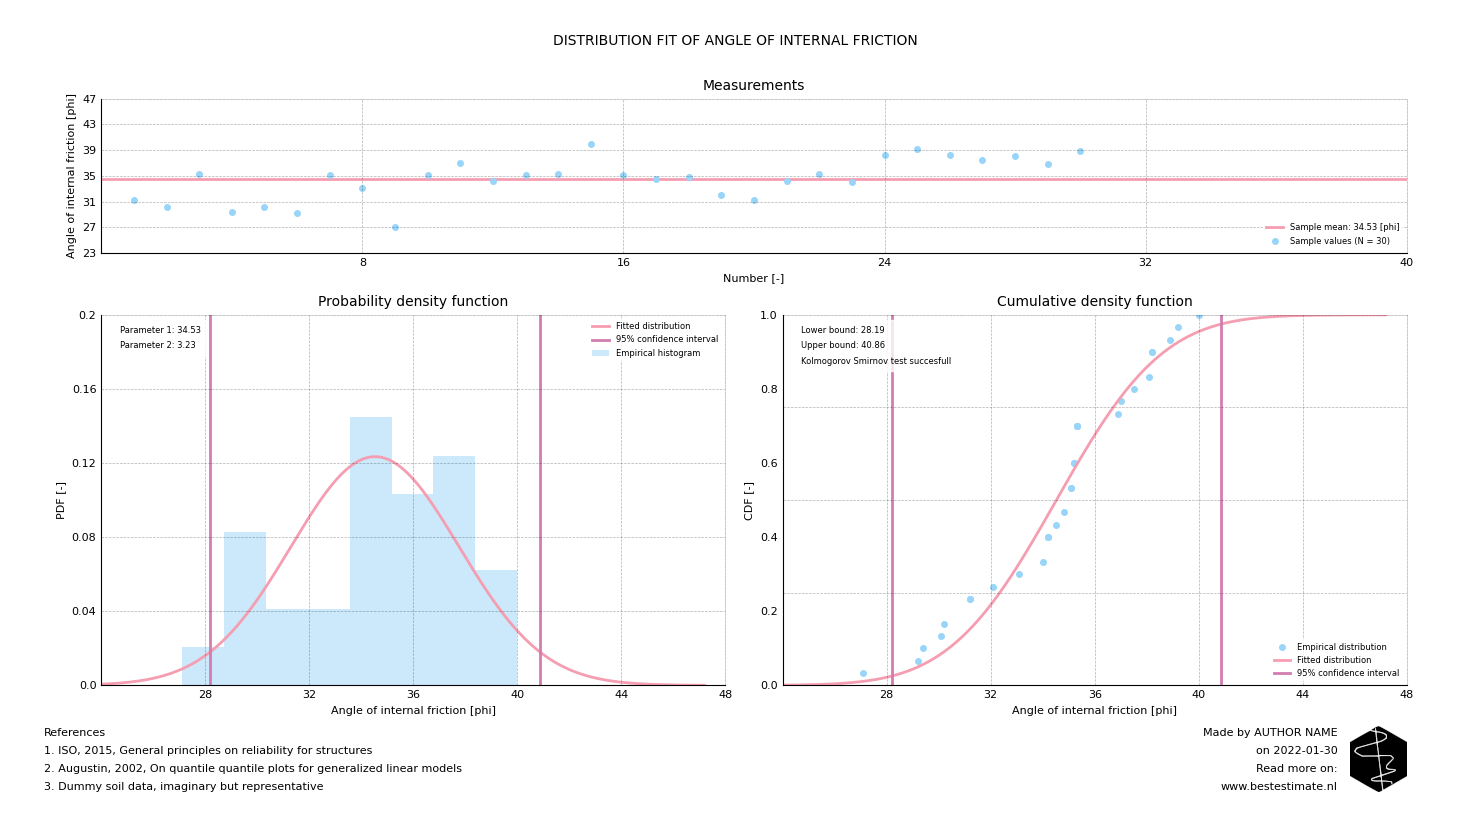 DISTRIBUTION FIT OF ANGLE OF INTERNAL FRICTION
Measurements
Angle of internal friction [phi]
47
43
39
35
31
27
23
8
16
24
32
40
Number [-]
Sample mean: 34.53 [phi]
Sample values (N = 30)
Probability density function
PDF [-]
0.2
0.16
0.12
0.08
0.04
0.0
Parameter 1: 34.53
Parameter 2: 3.23
Fitted distribution
95% confidence interval
Empirical histogram
28
32
36
40
44
48
Angle of internal friction [phi]
Cumulative density function
CDF [-]
1.0
0.8
0.6
0.4
0.2
0.0
Lower bound: 28.19
Upper bound: 40.86
Kolmogorov Smirnov test succesfull
Empirical distribution
Fitted distribution
95% confidence interval
28
32
36
40
44
48
Angle of internal friction [phi]
References
1. ISO, 2015, General principles on reliability for structures
2. Augustin, 2002, On quantile quantile plots for generalized linear models
3. Dummy soil data, imaginary but representative
Made by AUTHOR NAME
on 2022-01-30
Read more on:
www.bestestimate.nl